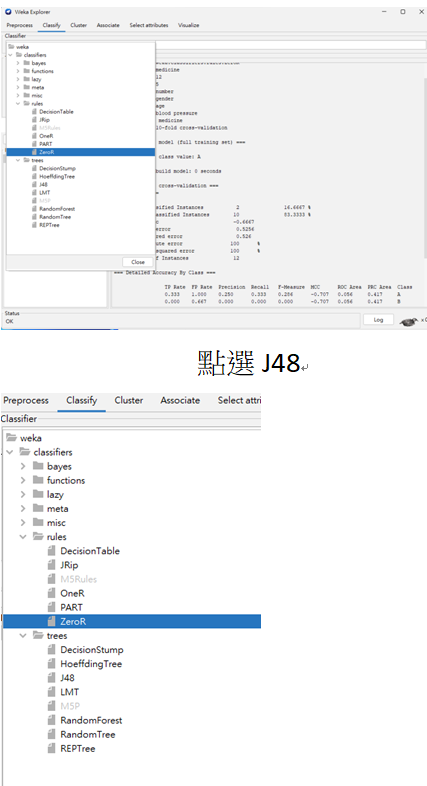 Weka Explorer
Preprocess Classify Cluster Associate Select attributes Visualize
Classifier
weka
classifiers
bayes
functions
lazy
meta
misc
rules
DecisionTable
JRip
M5Rules
OneR
PART
ZeroR
trees
DecisionStump
HoeffdingTree
J48
LMT
M5P
RandomForest
RandomTree
REPTree
Close
medicine
12
5
number
gender
age
blood pressure
medicine
10-fold cross-validation
model (full training set) ===
class value: A
build model: 0 seconds
cross-validation ===
=
ssified Instances 2 16.6667 %
assified Instances 10 83.3333 %
c -0.6667
error 0.5256
ared error 0.526
ute error 100 %
squared error 100 %
f Instances 12
=== Detailed Accuracy By Class ===
TP Rate FP Rate Precision Recall F-Measure MCC ROC Area PRC Area Class
0.333 1.000 0.250 0.333 0.286 -0.707 0.056 0.417 A
0.000 0.667 0.000 0.000 0.000 -0.707 0.056 0.417 B
Status
OK
Log
x 0
點選 J48
Preprocess Classify Cluster Associate Select attri
Classifier
weka
classifiers
bayes
functions
lazy
meta
misc
rules
DecisionTable
JRip
M5Rules
OneR
PART
ZeroR
trees
DecisionStump
HoeffdingTree
J48
LMT
M5P
RandomForest
RandomTree
REPTree